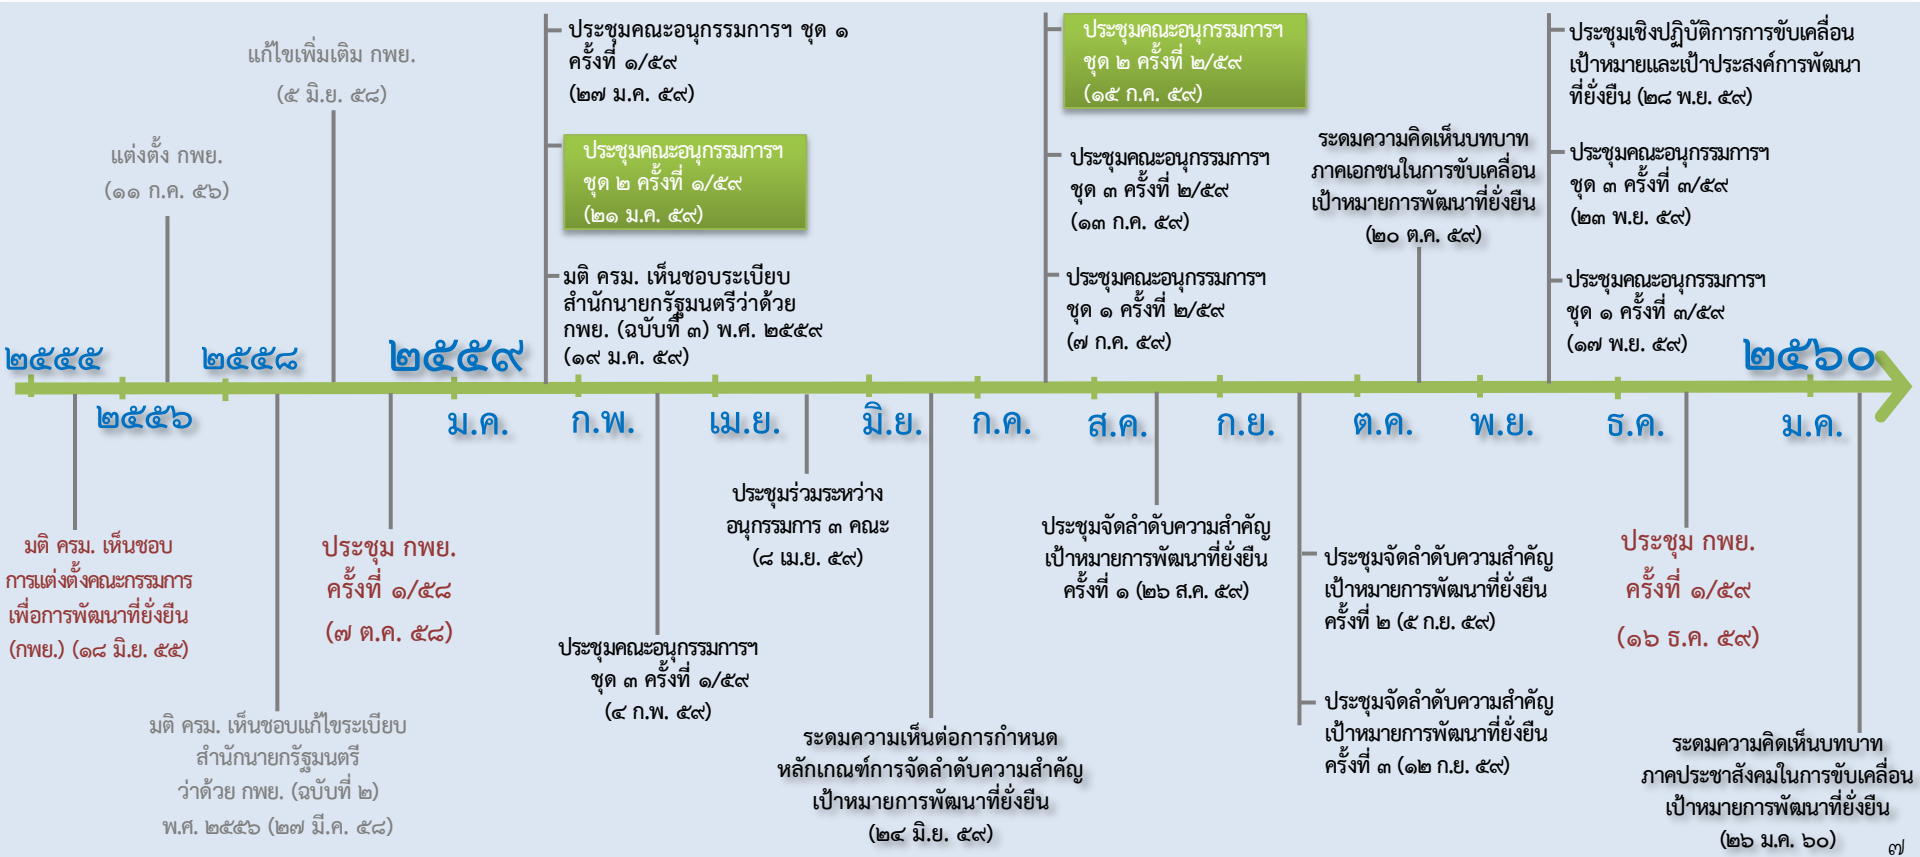 แก้ไขเพิ่มเติม กพย.
(๕ มิ.ย. ๕๘)
แต่งตั้ง กพย.
(๑๑ ก.ค. ๕๖)
ประชุมคณะอนุกรรมการฯ ชุด ๑
ครั้งที่ ๑/๕๙
(๒๗ ม.ค. ๕๙)
ประชุมคณะอนุกรรมการฯ
ชุด ๒ ครั้งที่ ๑/๕๙
(๒๑ ม.ค. ๕๙)
มติ ครม. เห็นชอบระเบียบ
สำนักนายกรัฐมนตรีว่าด้วย
กพย. (ฉบับที่ ๓) พ.ศ. ๒๕๕๙
(๑๙ ม.ค. ๕๙)
ประชุมคณะอนุกรรมการฯ
ชุด ๒ ครั้งที่ ๒/๕๙
(๑๕ ก.ค. ๕๙)
ประชุมคณะอนุกรรมการฯ
ชุด ๓ ครั้งที่ ๒/๕๙
(๑๓ ก.ค. ๕๙)
ประชุมคณะอนุกรรมการฯ
ชุด ๑ ครั้งที่ ๒/๕๙
(๗ ก.ค. ๕๙)
ระดมความคิดเห็นบทบาท
ภาคเอกชนในการขับเคลื่อน
เป้าหมายการพัฒนาที่ยั่งยืน
(๒๐ ต.ค. ๕๙)
ประชุมเชิงปฏิบัติการการขับเคลื่อน
เป้าหมายและเป้าประสงค์การพัฒนา
ที่ยั่งยืน (๒๘ พ.ย. ๕๙)
ประชุมคณะอนุกรรมการฯ
ชุด ๓ ครั้งที่ ๓/๕๙
(๒๓ พ.ย. ๕๙)
ประชุมคณะอนุกรรมการฯ
ชุด ๑ ครั้งที่ ๓/๕๙
(๑๗ พ.ย. ๕๙)
๒๕๕๕
๒๕๕๖
๒๕๕๘
๒๕๕๙
๒๕๖๐
ม.ค.
ก.พ.
เม.ย.
มิ.ย.
ก.ค.
ส.ค.
ก.ย.
ต.ค.
พ.ย.
ธ.ค.
ม.ค.
มติ ครม. เห็นชอบ
การแต่งตั้งคณะกรรมการ
เพื่อการพัฒนาที่ยั่งยืน
(กพย.) (๑๘ มิ.ย. ๕๕)
มติ ครม. เห็นชอบแก้ไขระเบียบ
สำนักนายกรัฐมนตรี
ว่าด้วย กพย. (ฉบับที่ ๒)
พ.ศ. ๒๕๕๖ (๒๗ มี.ค. ๕๘)
ประชุม กพย.
ครั้งที่ ๑/๕๘
(๗ ต.ค. ๕๘)
ประชุมคณะอนุกรรมการฯ
ชุด ๓ ครั้งที่ ๑/๕๙
(๔ ก.พ. ๕๙)
ประชุมร่วมระหว่าง
อนุกรรมการ ๓ คณะ
(๘ เม.ย. ๕๙)
ระดมความเห็นต่อการกำหนด
หลักเกณฑ์การจัดลำดับความสำคัญ
เป้าหมายการพัฒนาที่ยั่งยืน
(๒๔ มิ.ย. ๕๙)
ประชุมจัดลำดับความสำคัญ
เป้าหมายการพัฒนาที่ยั่งยืน
ครั้งที่ ๑ (๒๖ ส.ค. ๕๙)
ประชุมจัดลำดับความสำคัญ
เป้าหมายการพัฒนาที่ยั่งยืน
ครั้งที่ ๒ (๕ ก.ย. ๕๙)
ประชุมจัดลำดับความสำคัญ
เป้าหมายการพัฒนาที่ยั่งยืน
ครั้งที่ ๓ (๑๒ ก.ย. ๕๙)
ประชุม กพย.
ครั้งที่ ๑/๕๙
(๑๖ ธ.ค. ๕๙)
ระดมความคิดเห็นบทบาท
ภาคประชาสังคมในการขับเคลื่อน
เป้าหมายการพัฒนาที่ยั่งยืน
(๒๖ ม.ค. ๖๐)
๗